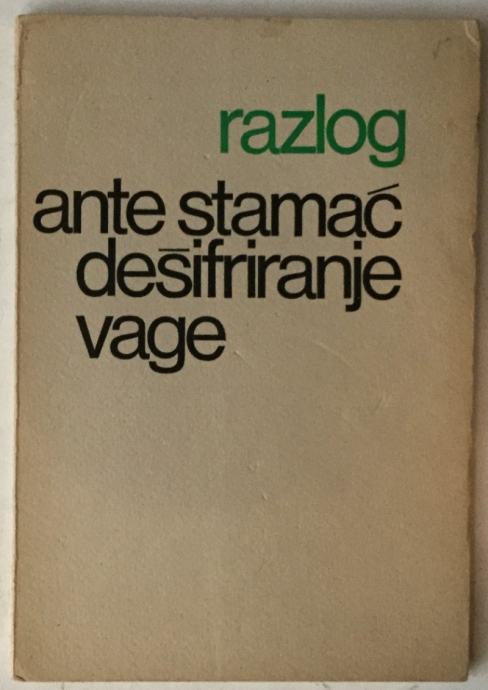 razlog
ante stamać
dešifriranje
vage